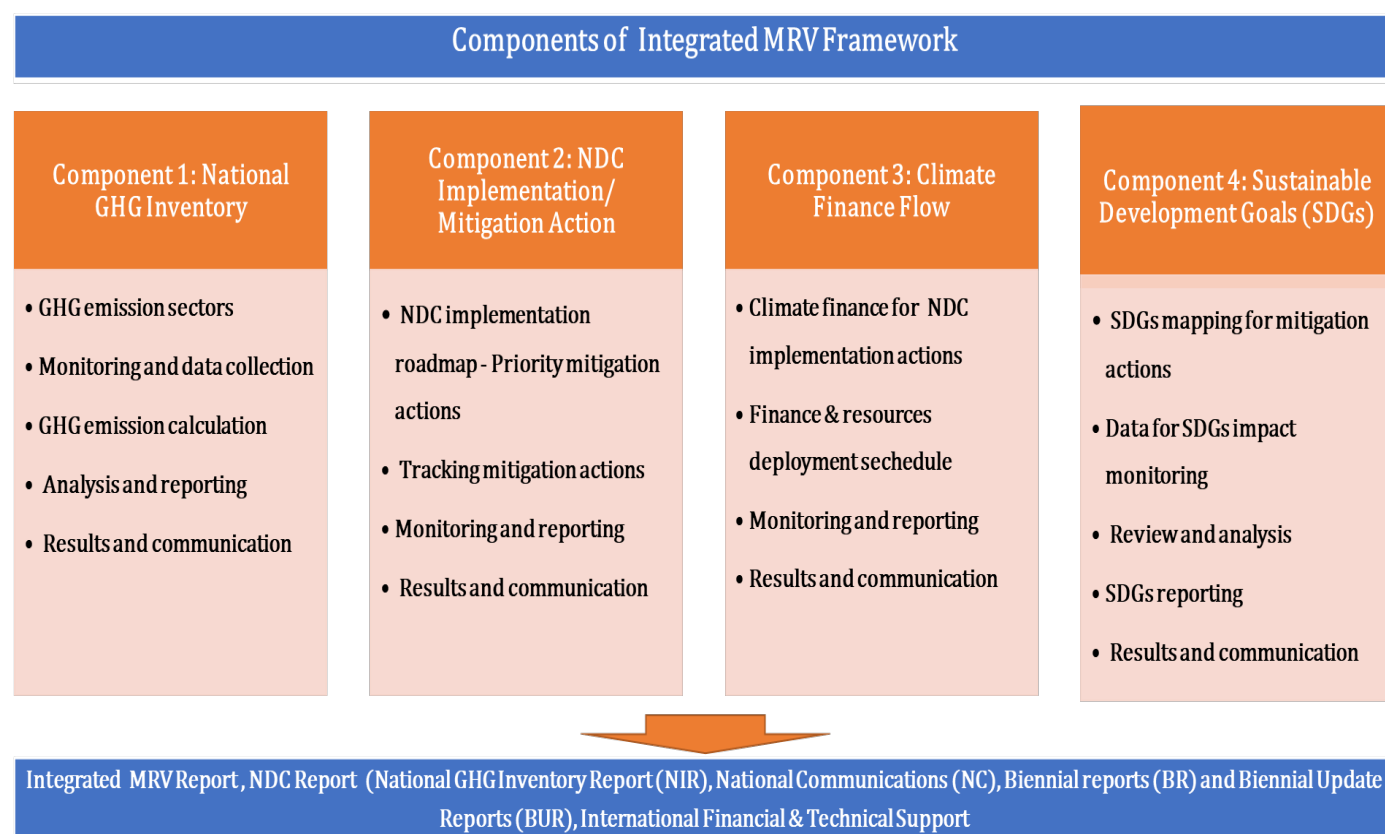 Components of Integrated MRV Framework
Component 1: National
GHG Inventory
• GHG emission sectors
• Monitoring and data collection
• GHG emission calculation
• Analysis and reporting
• Results and communication
Component 2: NDC
Implementation/
Mitigation Action
• NDC implementation
roadmap - Priority mitigation
actions
• Tracking mitigation actions
• Monitoring and reporting
• Results and communication
Component 3: Climate
Finance Flow
• Climate finance for NDC
implementation actions
• Finance & resources
deployment sechedule
• Monitoring and reporting
• Results and communication
Component 4: Sustainable
Development Goals (SDGs)
• SDGs mapping for mitigation
actions
• Data for SDGs impact
monitoring
• Review and analysis
• SDGs reporting
• Results and communication
Integrated MRV Report, NDC Report (National GHG Inventory Report (NIR), National Communications (NC), Biennial reports (BR) and Biennial Update
Reports (BUR), International Financial & Technical Support